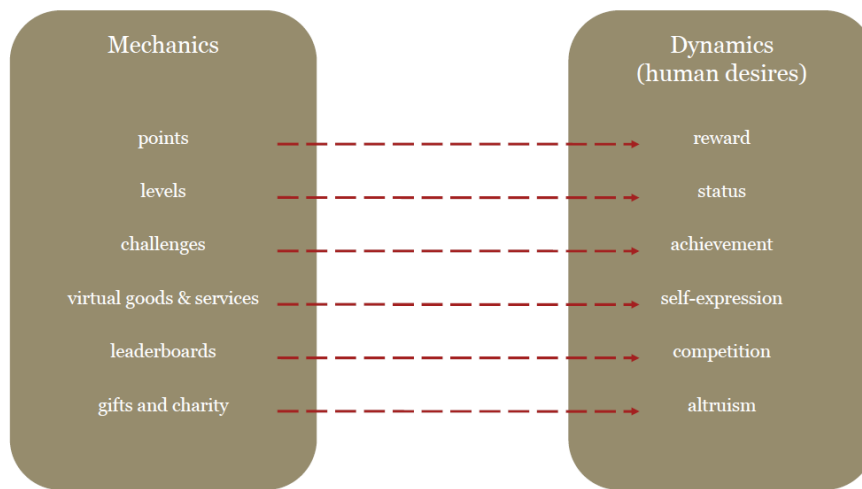 Mechanics
points
levels
challenges
virtual goods & services
leaderboards
gifts and charity
Dynamics
(human desires)
reward
status
achievement
self-expression
competition
altruism